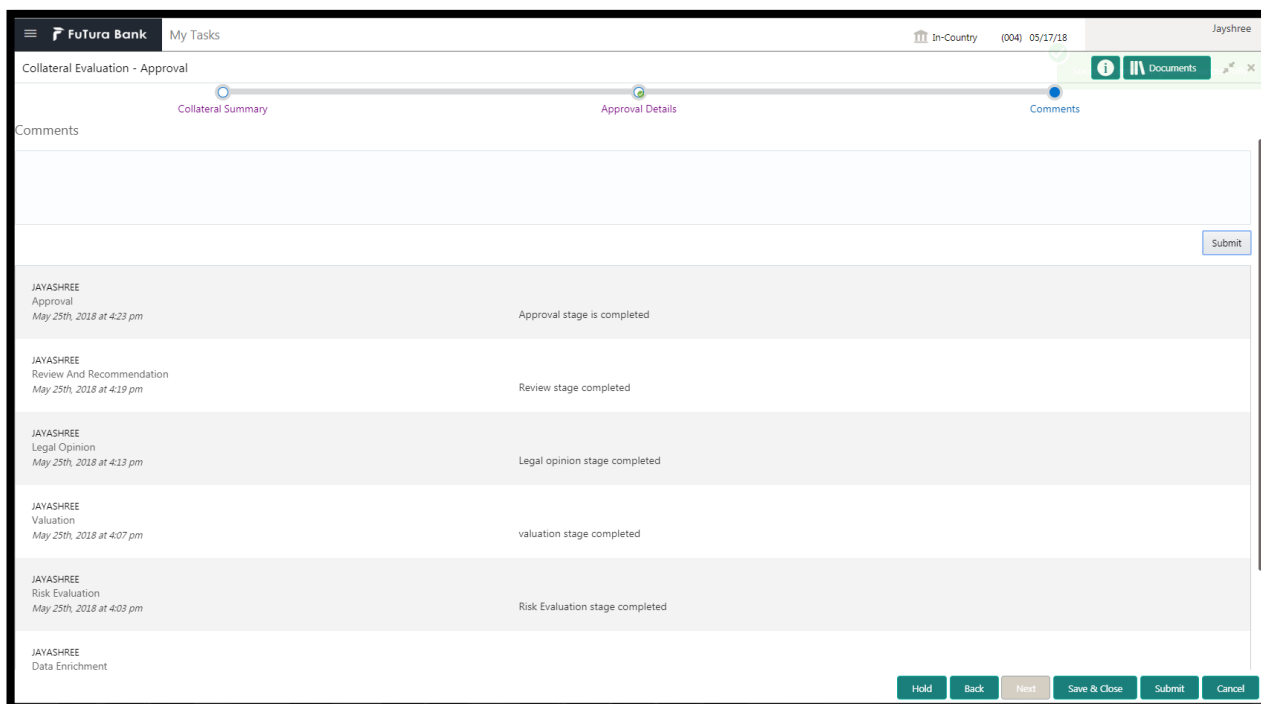 FuTura Bank
My Tasks
In-Country
(004) 05/17/18
Jayshree
Collateral Evaluation - Approval
i
Documents
Collateral Summary
Approval Details
Comments
Comments
Submit
JAYASHREE
Approval
May 25th, 2018 at 4:23 pm
Approval stage is completed
JAYASHREE
Review And Recommendation
May 25th, 2018 at 4:19 pm
Review stage completed
JAYASHREE
Legal Opinion
May 25th, 2018 at 4:13 pm
Legal opinion stage completed
JAYASHREE
Valuation
May 25th, 2018 at 4:07 pm
valuation stage completed
JAYASHREE
Risk Evaluation
May 25th, 2018 at 4:03 pm
Risk Evaluation stage completed
JAYASHREE
Data Enrichment
Hold
Back
Next
Save & Close
Submit
Cancel